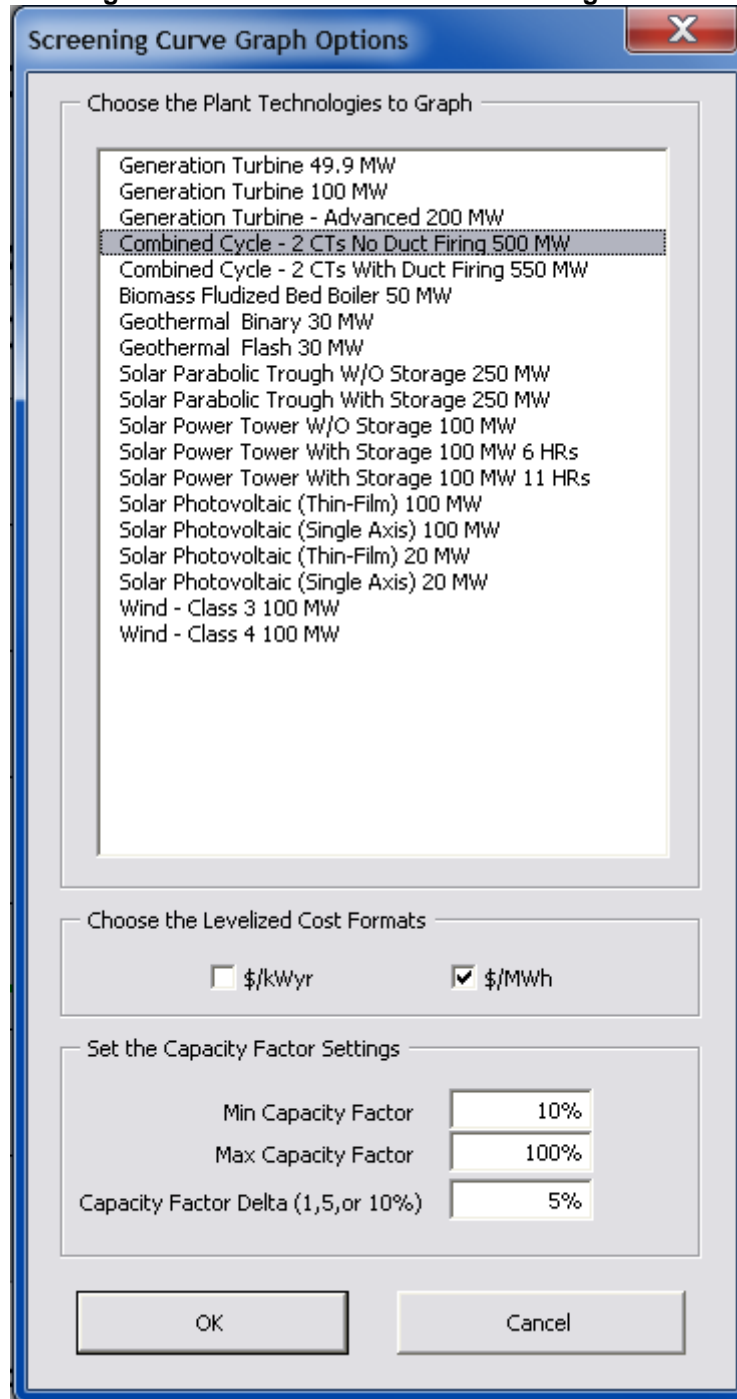 Screening Curve Graph Options
X
Choose the Plant Technologies to Graph
Generation Turbine 49.9 MW
Generation Turbine 100 MW
Generation Turbine - Advanced 200 MW
Combined Cycle - 2 CTs No Duct Firing 500 MW
Combined Cycle - 2 CTs With Duct Firing 550 MW
Biomass Fludized Bed Boiler 50 MW
Geothermal  Binary 30 MW
Geothermal  Flash 30 MW
Solar Parabolic Trough W/O Storage 250 MW
Solar Parabolic Trough With Storage 250 MW
Solar Power Tower W/O Storage 100 MW
Solar Power Tower With Storage 100 MW 6 HRs
Solar Power Tower With Storage 100 MW 11 HRs
Solar Photovoltaic (Thin-Film) 100 MW
Solar Photovoltaic (Single Axis) 100 MW
Solar Photovoltaic (Thin-Film) 20 MW
Solar Photovoltaic (Single Axis) 20 MW
Wind - Class 3 100 MW
Wind - Class 4 100 MW
Choose the Levelized Cost Formats
$/kWyr $/MWh
Set the Capacity Factor Settings
Min Capacity Factor 10%
Max Capacity Factor 100%
Capacity Factor Delta (1,5,or 10%) 5%
OK Cancel